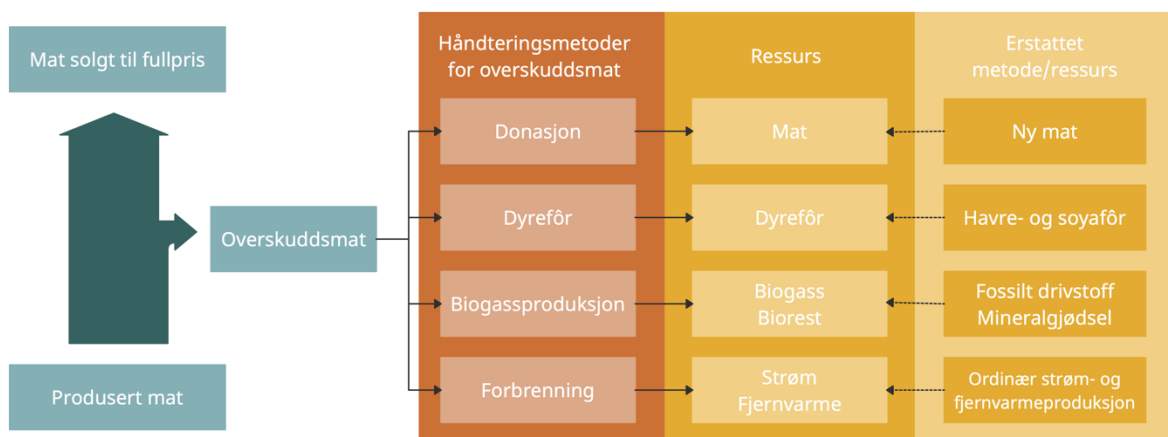 Mat solgt til fullpris
Produsert mat
Overskuddsmat
Håndteringsmetoder
for overskuddsmat
Donasjon
Dyrefôr
Biogassproduksjon
Forbrenning
Ressurs
Mat
Dyrefôr
Biogass
Biorest
Strøm
Fjernvarme
Erstattet
metode/ressurs
Ny mat
Havre- og soyafôr
Fossilt drivstoff
Mineralgjødsel
Ordinær strøm- og
fjernvarmeproduksjon